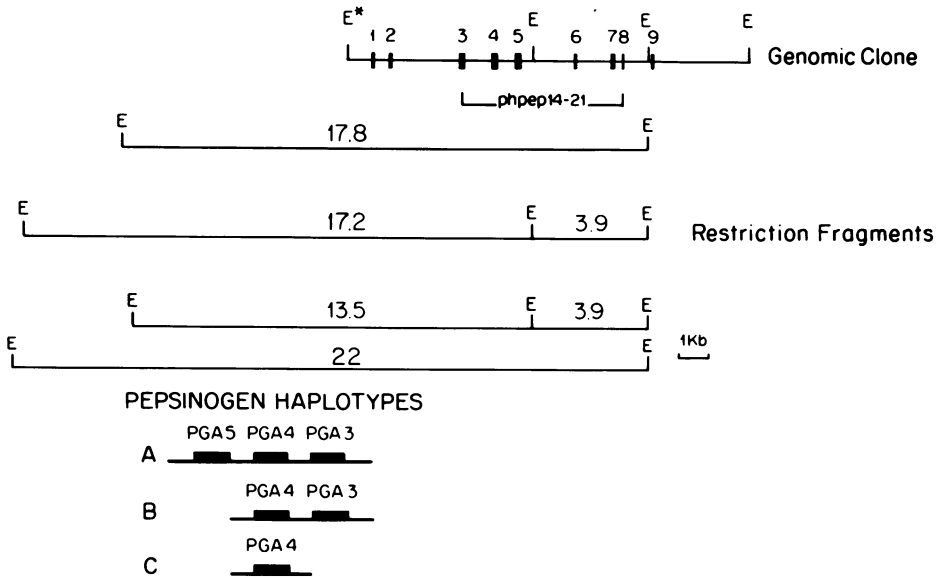 E* E E E
1 2 3 4 5 6 7 8 9
Genomic Clone
phpep14-21
E 17.8 E
E 17.2 E 3.9 E
Restriction Fragments
E 13.5 E 3.9 E
1Kb
E 22 E
PEPSINOGEN HAPLOTYPES
PGA5 PGA4 PGA3
A
PGA4 PGA3
B
PGA4
C